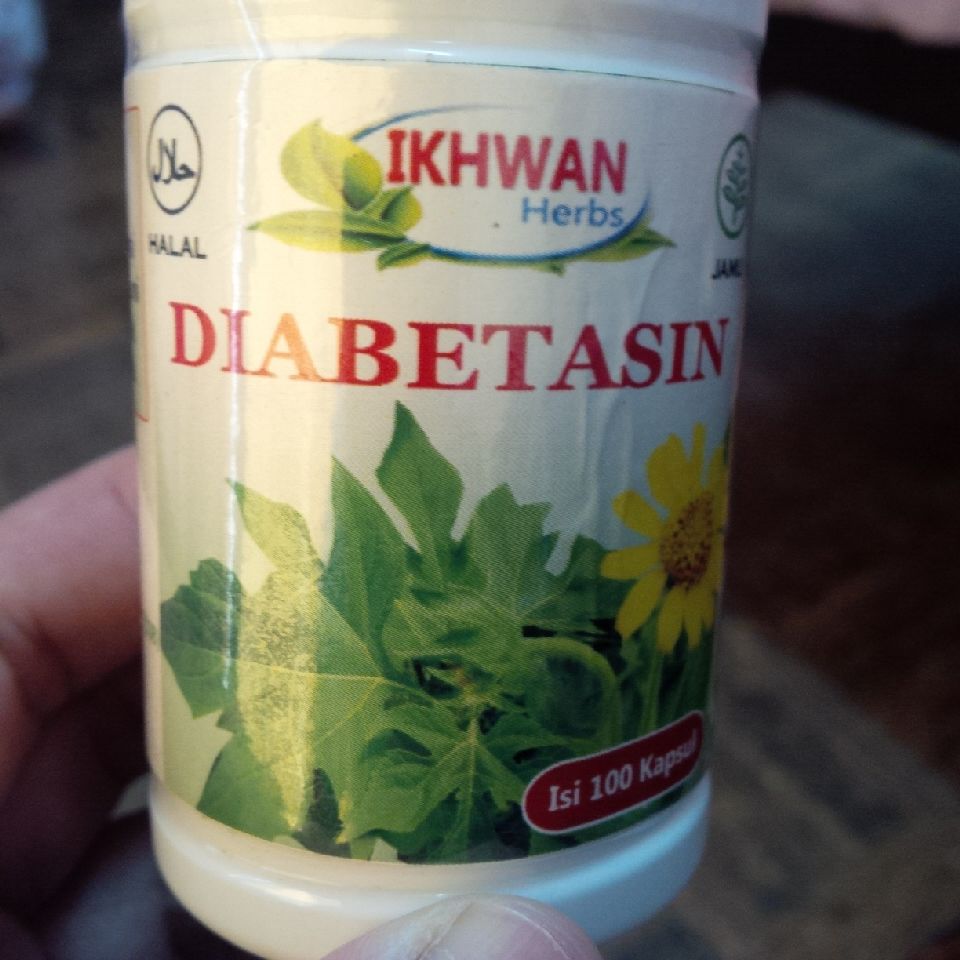 IKHWAN
Herbs
حلال
HALAL
DIABETASIN
Isi 100 Kapsul